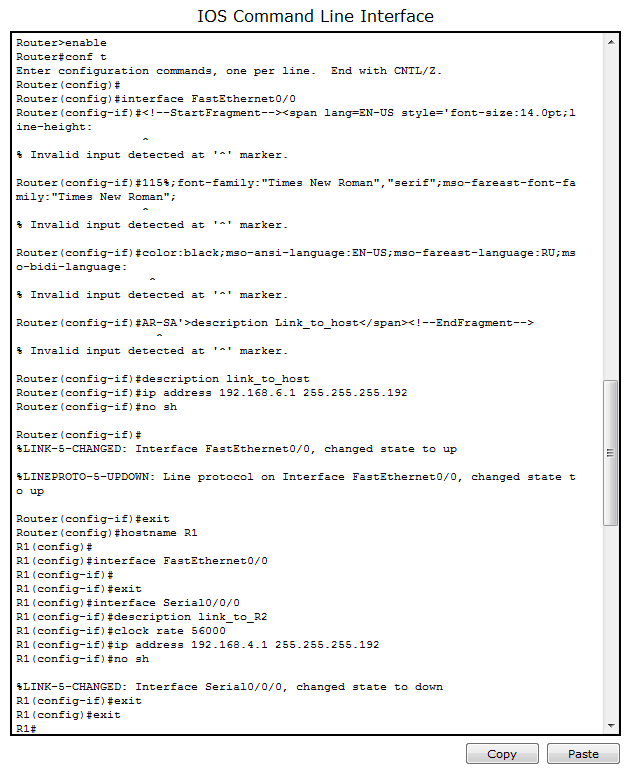 IOS Command Line Interface
Router>enable
Router#conf t
Enter configuration commands, one per line.  End with CNTL/Z.
Router(config)#
Router(config)#interface FastEthernet0/0
Router(config-if)#<!--StartFragment--><span lang=EN-US style='font-size:14.0pt;l
ine-height:
                  ^
% Invalid input detected at '^' marker.
Router(config-if)#115%;font-family:"Times New Roman","serif";mso-fareast-font-fa
mily:"Times New Roman";
                  ^
% Invalid input detected at '^' marker.
Router(config-if)#color:black;mso-ansi-language:EN-US;mso-fareast-language:RU;ms
o-bidi-language:
                   ^
% Invalid input detected at '^' marker.
Router(config-if)#AR-SA'>description Link_to_host</span><!--EndFragment-->
                    ^
% Invalid input detected at '^' marker.
Router(config-if)#description link_to_host
Router(config-if)#ip address 192.168.6.1 255.255.255.192
Router(config-if)#no sh
Router(config-if)#
%LINK-5-CHANGED: Interface FastEthernet0/0, changed state to up
%LINEPROTO-5-UPDOWN: Line protocol on Interface FastEthernet0/0, changed state t
o up
Router(config-if)#exit
Router(config)#hostname R1
R1(config)#
R1(config)#interface FastEthernet0/0
R1(config-if)#
R1(config-if)#exit
R1(config)#interface Serial0/0/0
R1(config-if)#description link_to_R2
R1(config-if)#clock rate 56000
R1(config-if)#ip address 192.168.4.1 255.255.255.192
R1(config-if)#no sh
%LINK-5-CHANGED: Interface Serial0/0/0, changed state to down
R1(config-if)#exit
R1(config)#exit
R1#
Copy Paste